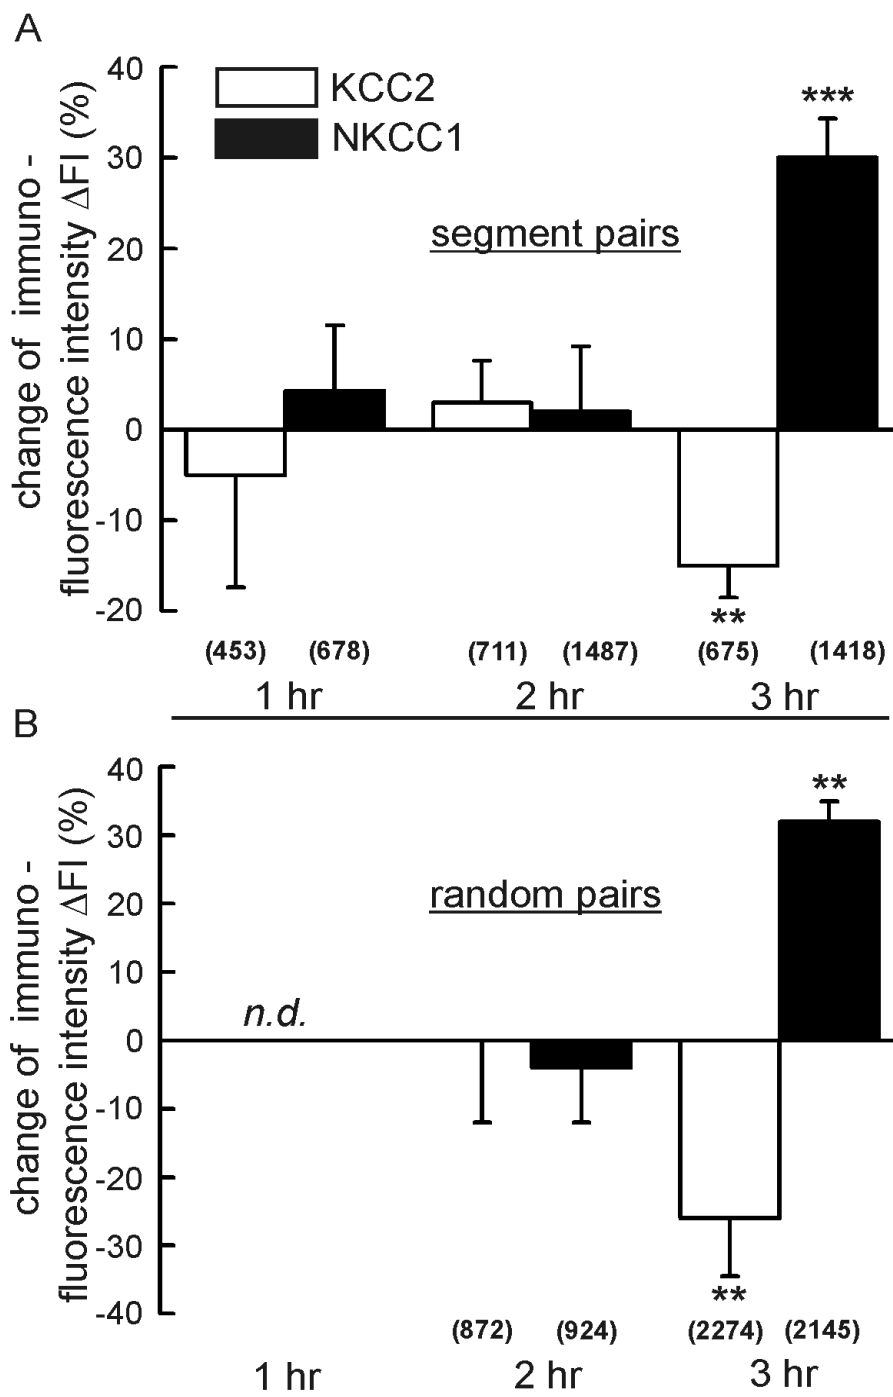 A
change of immuno -
fluorescence intensity ΔFI (%)
40
30
20
10
0
-10
-20
KCC2
NKCC1
segment pairs
***
**
(453) (678) (711) (1487) (675) (1418)
1 hr 2 hr 3 hr
B
change of immuno -
fluorescence intensity ΔFI (%)
40
30
20
10
0
-10
-20
-30
-40
random pairs
n.d.
**
**
(872) (924) (2274) (2145)
1 hr 2 hr 3 hr